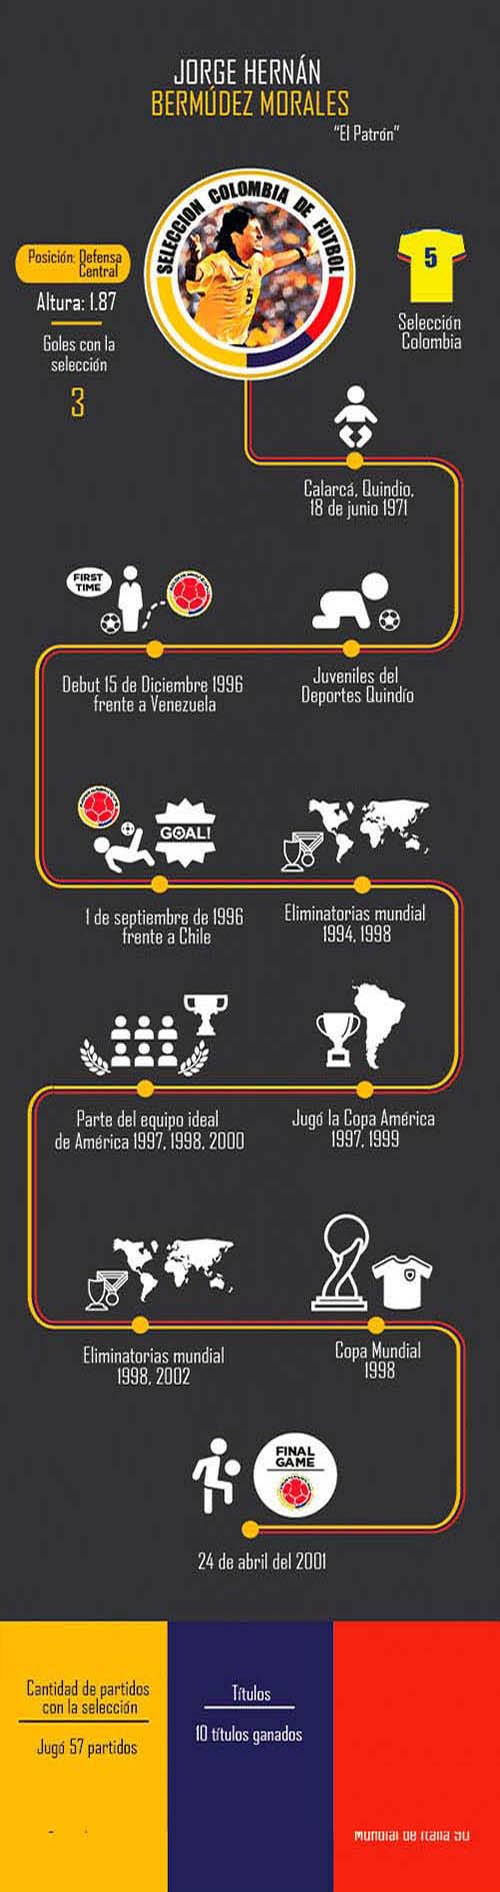 JORGE HERNÁN
BERMÚDEZ MORALES
"El Patrón"
SELECCIÓN COLOMBIA DE FÚTBOL
5
Posición: Defensa
Central
Altura: 1.87
Goles con la
selección
3
5
Selección
Colombia
Calarcá, Quindio,
18 de junio 1971
FIRST
TIME
Debut 15 de Diciembre 1996
frente a Venezuela
Juveniles del
Deportes Quindío
GOAL!
1 de septiembre de 1996
frente a Chile
Eliminatorias mundial
1994, 1998
Parte del equipo ideal
de América 1997, 1998, 2000
Jugó la Copa América
1997, 1999
Eliminatorias mundial
1998, 2002
Copa Mundial
1998
FINAL
GAME
24 de abril del 2001
Cantidad de partidos
con la selección
Jugó 57 partidos
Títulos
10 títulos ganados
Mundial de Italia 90